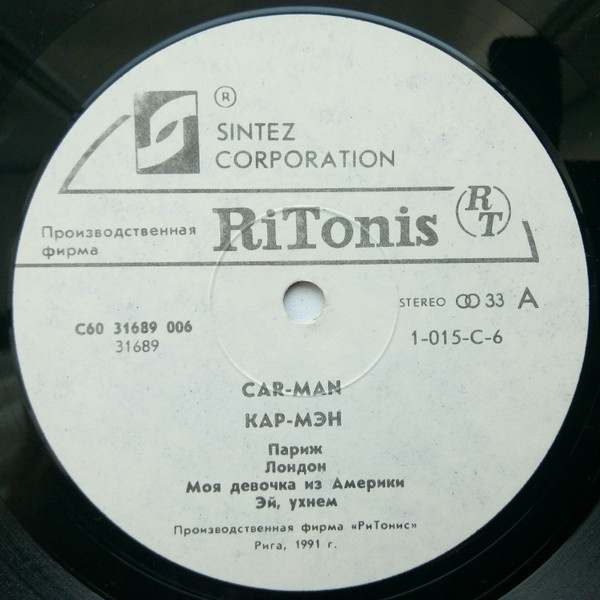 ®
SINTEZ
CORPORATION
Производственная
фирма
RiTonis
RT
STEREO 33 A
С60 31689 006
31689
1-015-С-6
CAR-MAN
КАР-МЭН
Париж
Лондон
Моя девочка из Америки
Эй, ухнем
Производственная фирма «РиТонис»
Рига, 1991 г.